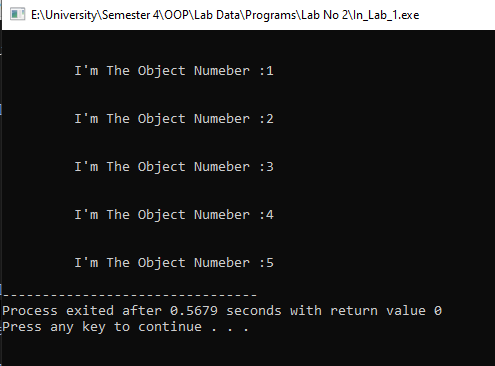 E:\University\Semester 4\OOP\Lab Data\Programs\Lab No 2\In_Lab_1.exe
I'm The Object Numeber :1
I'm The Object Numeber :2
I'm The Object Numeber :3
I'm The Object Numeber :4
I'm The Object Numeber :5
--------------------------------
Process exited after 0.5679 seconds with return value 0
Press any key to continue . . .